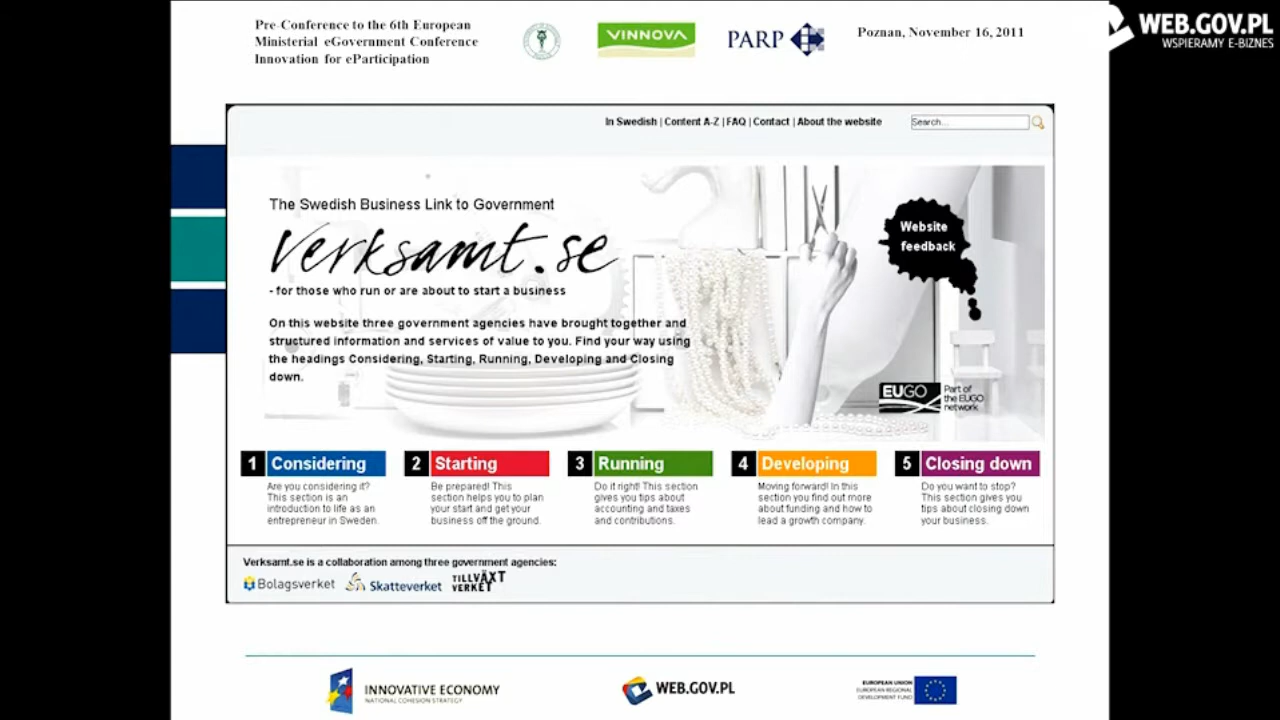 Pre-Conference to the 6th European
Ministerial eGovernment Conference
Innovation for eParticipation
VINNOVA
PARP
Poznan, November 16, 2011
WEB.GOV.PL
WSPIERAMY E-BIZNES
In Swedish | Content A-Z | FAQ | Contact | About the website
Search...
The Swedish Business Link to Government
Verksamt.se
- for those who run or are about to start a business
On this website three government agencies have brought together and
structured information and services of value to you. Find your way using
the headings Considering, Starting, Running, Developing and Closing
down.
Website
feedback
EUGO
Part of
the EUGO
network
1 Considering
Are you considering it?
This section is an
introduction to life as an
entrepreneur in Sweden.
2 Starting
Be prepared! This
section helps you to plan
your start and get your
business off the ground.
3 Running
Do it right! This section
gives you tips about
accounting and taxes
and contributions.
4 Developing
Moving forward! In this
section you find out more
about funding and how to
lead a growth company.
5 Closing down
Do you want to stop?
This section gives you
tips about closing down
your business.
Verksamt.se is a collaboration among three government agencies:
Bolagsverket
Skatteverket
TILLVÄXT
VERKET
INNOVATIVE ECONOMY
NATIONAL COHESION STRATEGY
WEB.GOV.PL
EUROPEAN UNION
EUROPEAN REGIONAL
DEVELOPMENT FUND